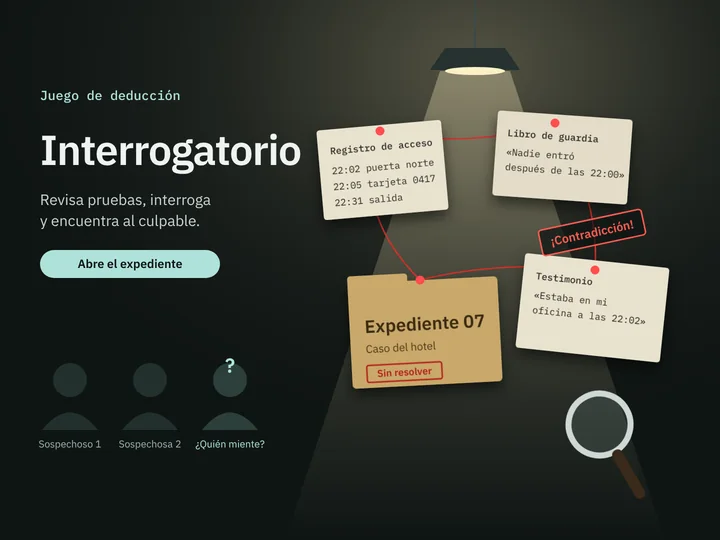 Juego de deducción
Interrogatorio
Revisa pruebas, interroga
y encuentra al culpable.
Abre el expediente
Registro de acceso
22:02 puerta norte
22:05 tarjeta 0417
22:31 salida
Libro de guardia
«Nadie entró
después de las 22:00»
¡Contradicción!
Testimonio
«Estaba en mi
oficina a las 22:02»
Expediente 07
Caso del hotel
Sin resolver
?
Sospechoso 1
Sospechosa 2
¿Quién miente?